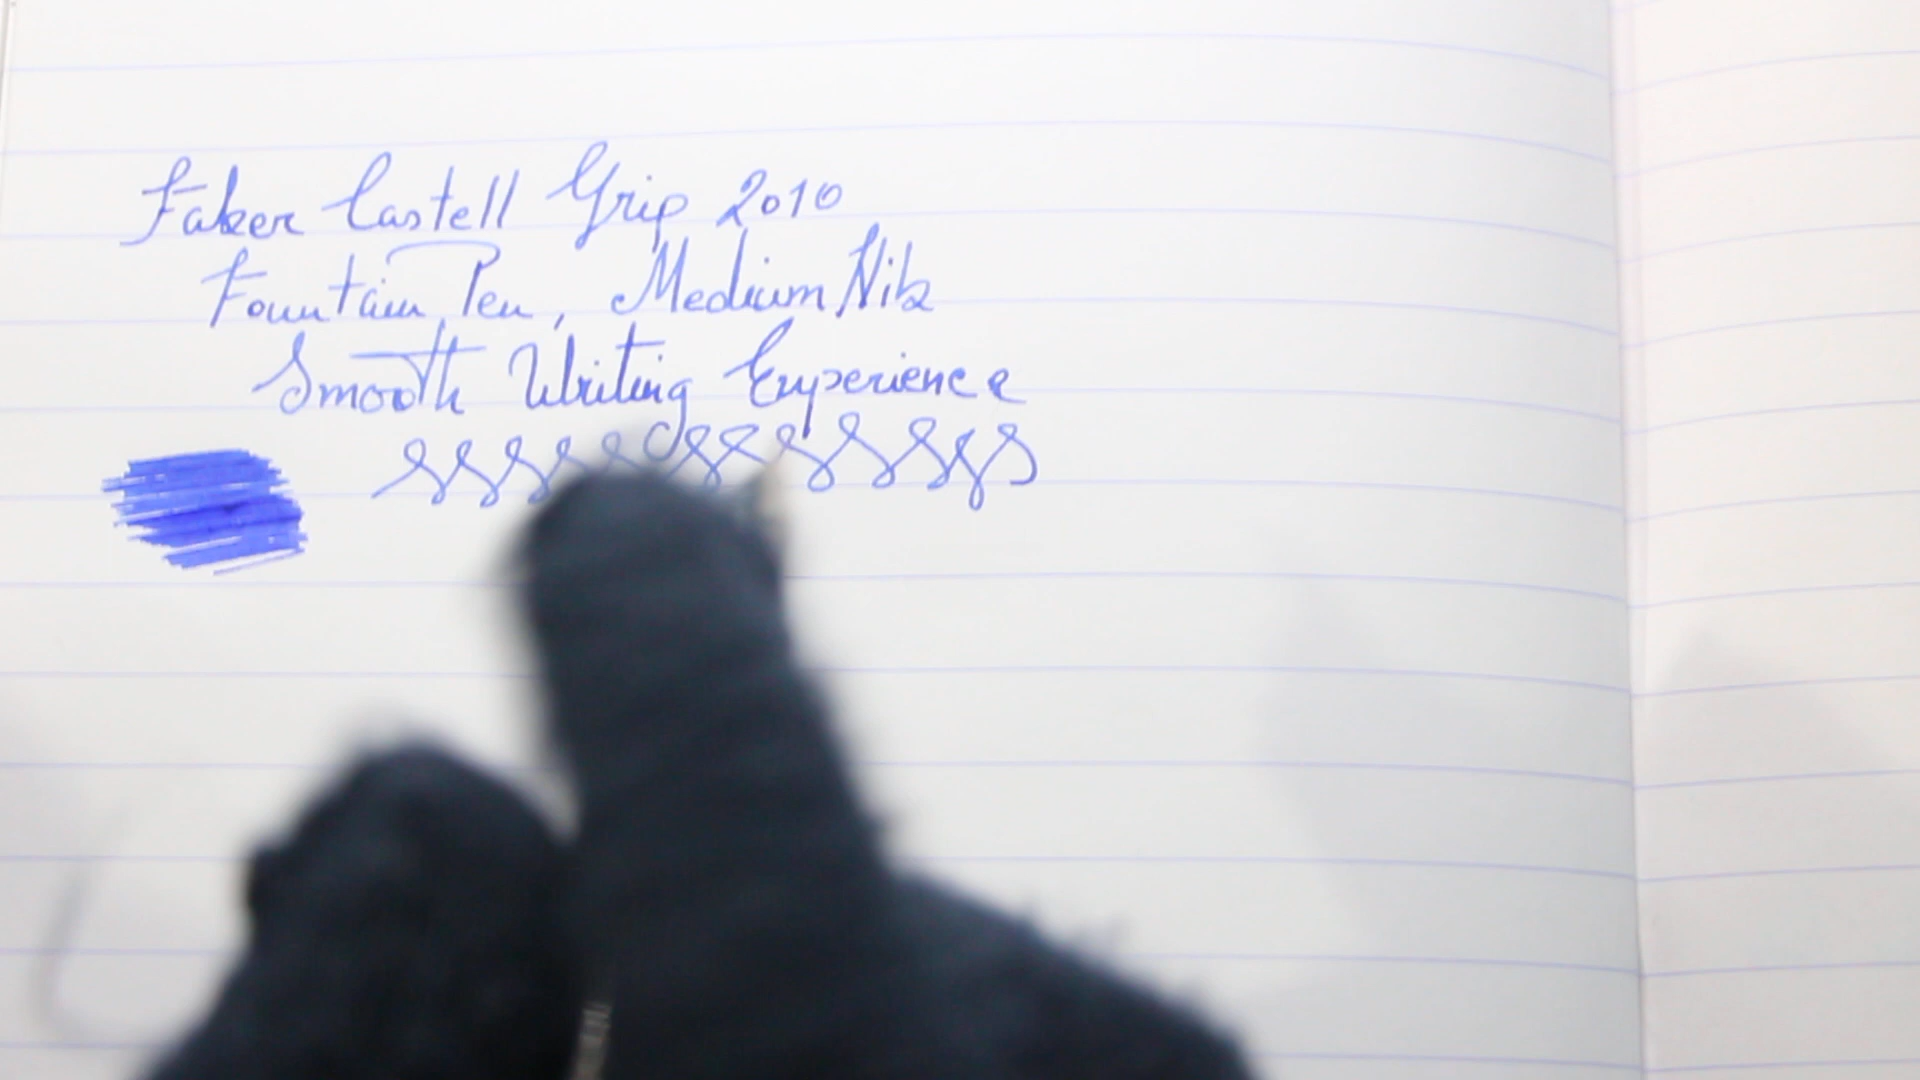 Faber Castell Grip 2010
Fountain Pen, Medium Nib
Smooth Writing Experience